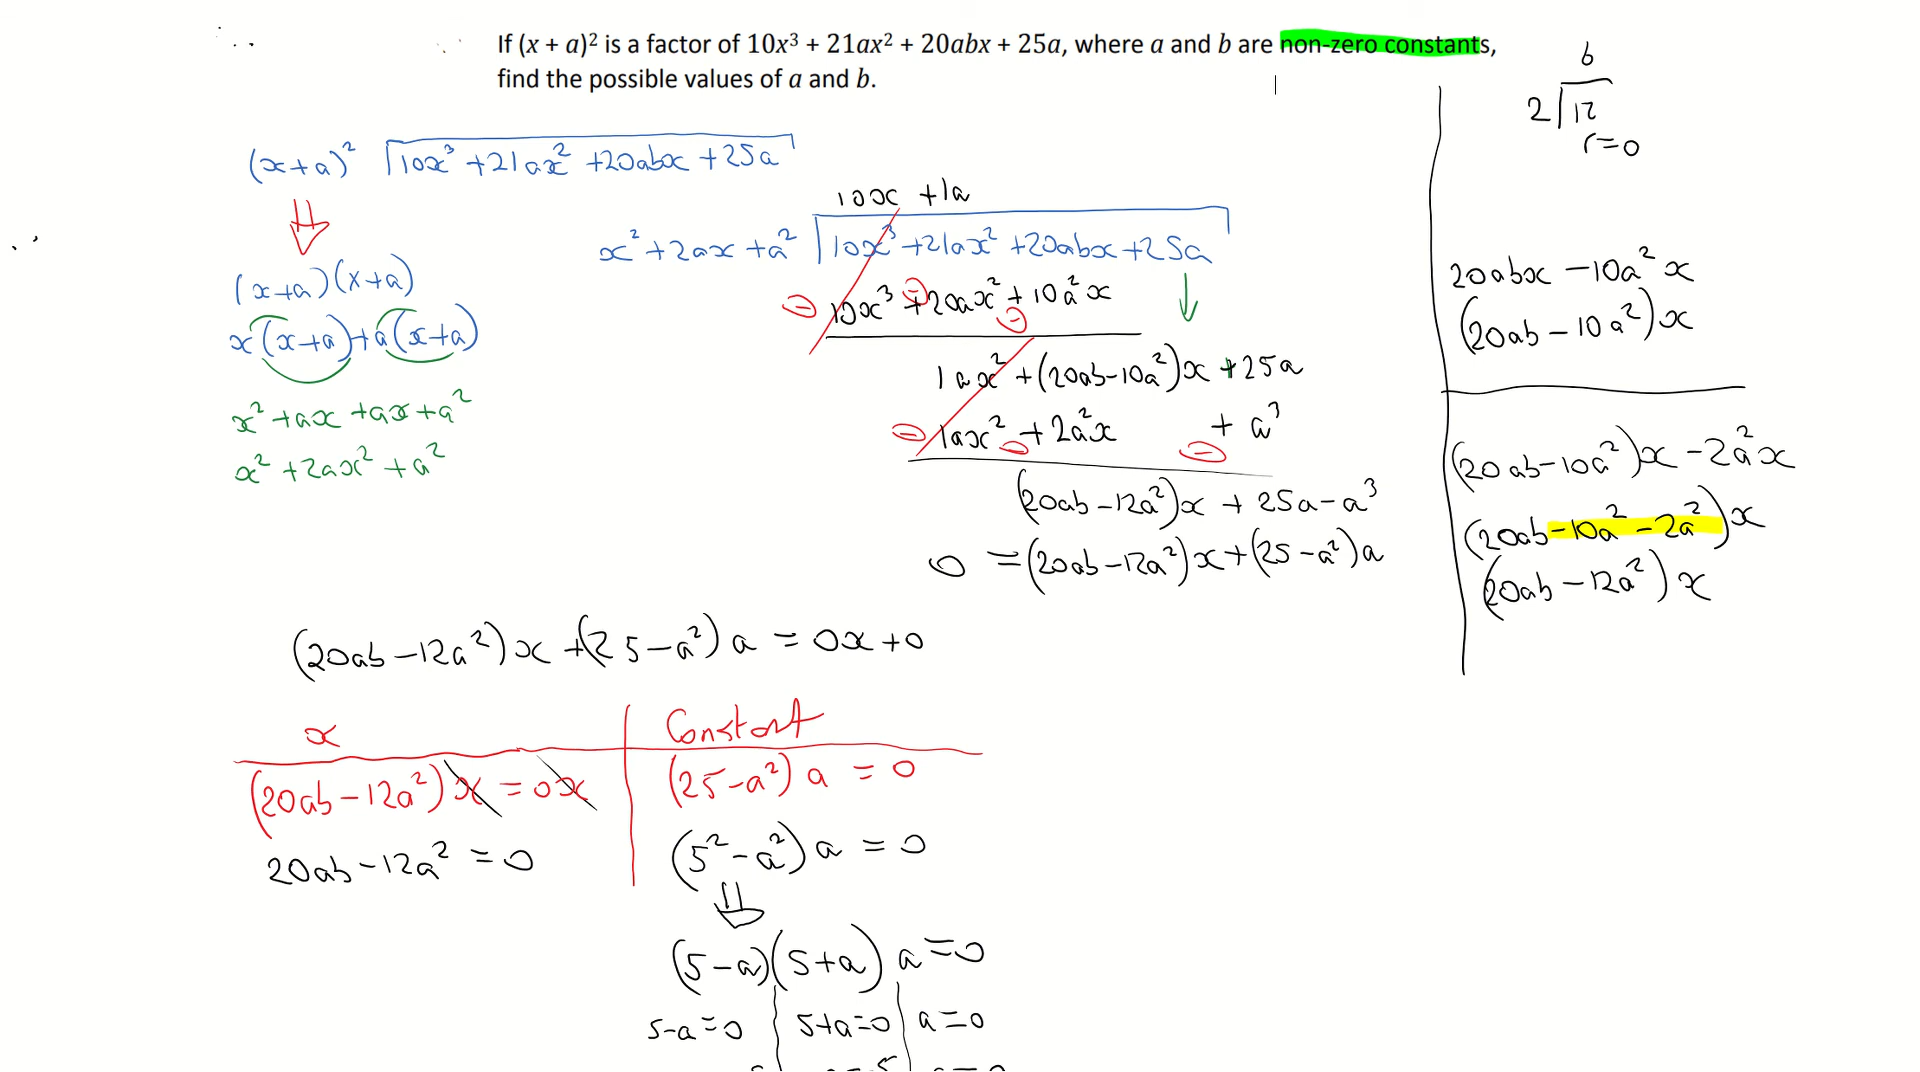 If (x + a)² is a factor of 10x³ + 21ax² + 20abx + 25a, where a and b are non-zero constants,
find the possible values of a and b.
(x+a)² 10x³ +21ax² +20abx +25a
(x+a)(x+a)
x(x+a)+a(x+a)
x² +ax +ax +a²
x² +2ax² +a²
10x +1a
x² +2ax +a² 10x³ +21ax² +20abx +25a
10x³ +20ax² + 10a²x
1ax² +(20ab-10a²)x +25a
1ax² + 2a²x + a³
(20ab-12a²)x + 25a-a³
0 =(20ab-12a²)x+(25-a²)a
6
2 12
r=0
20abx -10a²x
(20ab-10a²)x
(20ab-10a²)x -2a²x
(20ab-10a²-2a²)x
(20ab-12a²)x
(20ab-12a²)x +(25-a²)a = 0x+0
x Constant
(20ab-12a²)x = 0x (25-a²)a = 0
20ab-12a² = 0 (5²-a²)a = 0
(5-a)(5+a) a=0
5-a=0 5+a=0 a=0